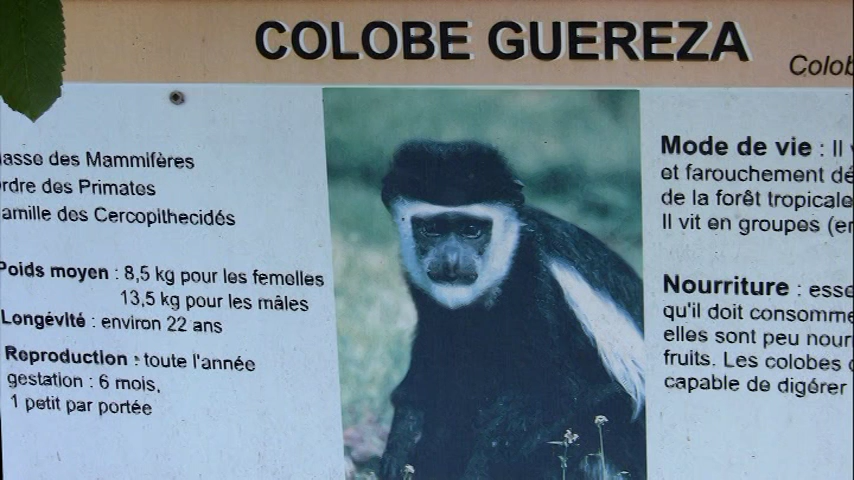 COLOBE GUEREZA
Colob
lasse des Mammifères
rdre des Primates
amille des Cercopithecidés
Poids moyen : 8,5 kg pour les femelles
13,5 kg pour les mâles
Longévité : environ 22 ans
Reproduction : toute l'année
gestation : 6 mois,
1 petit par portée
Mode de vie : Il v
et farouchement dé
de la forêt tropicale
Il vit en groupes (en
Nourriture : esse
qu'il doit consomme
elles sont peu nourr
fruits. Les colobes o
capable de digérer